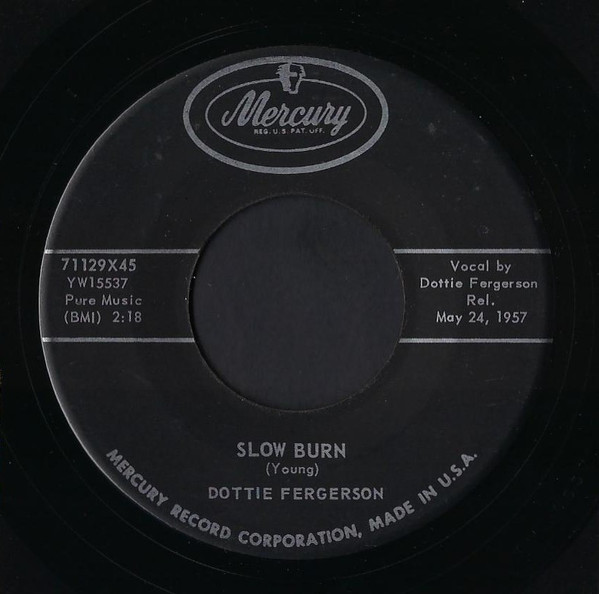 Mercury
REG. U.S. PAT. OFF.
71129X45
YW15537
Pure Music
(BMI) 2:18
Vocal by
Dottie Fergerson
Rel.
May 24, 1957
SLOW BURN
(Young)
DOTTIE FERGERSON
MERCURY RECORD CORPORATION, MADE IN U.S.A.